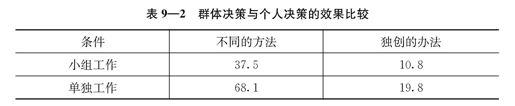 表 9—2 群体决策与个人决策的效果比较
条件 不同的方法 独创的办法
小组工作 37.5 10.8
单独工作 68.1 19.8